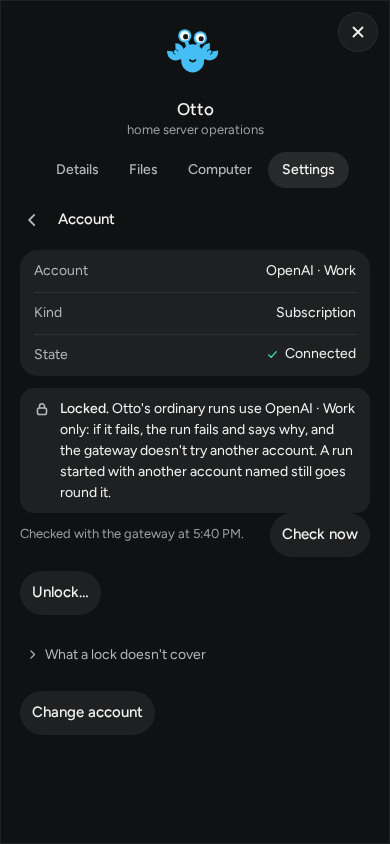 Otto
home server operations
Details Files Computer Settings
Account
Account OpenAI · Work
Kind Subscription
State Connected
Locked. Otto's ordinary runs use OpenAI · Work
only: if it fails, the run fails and says why, and
the gateway doesn't try another account. A run
started with another account named still goes
round it.
Checked with the gateway at 5:40 PM. Check now
Unlock...
What a lock doesn't cover
Change account